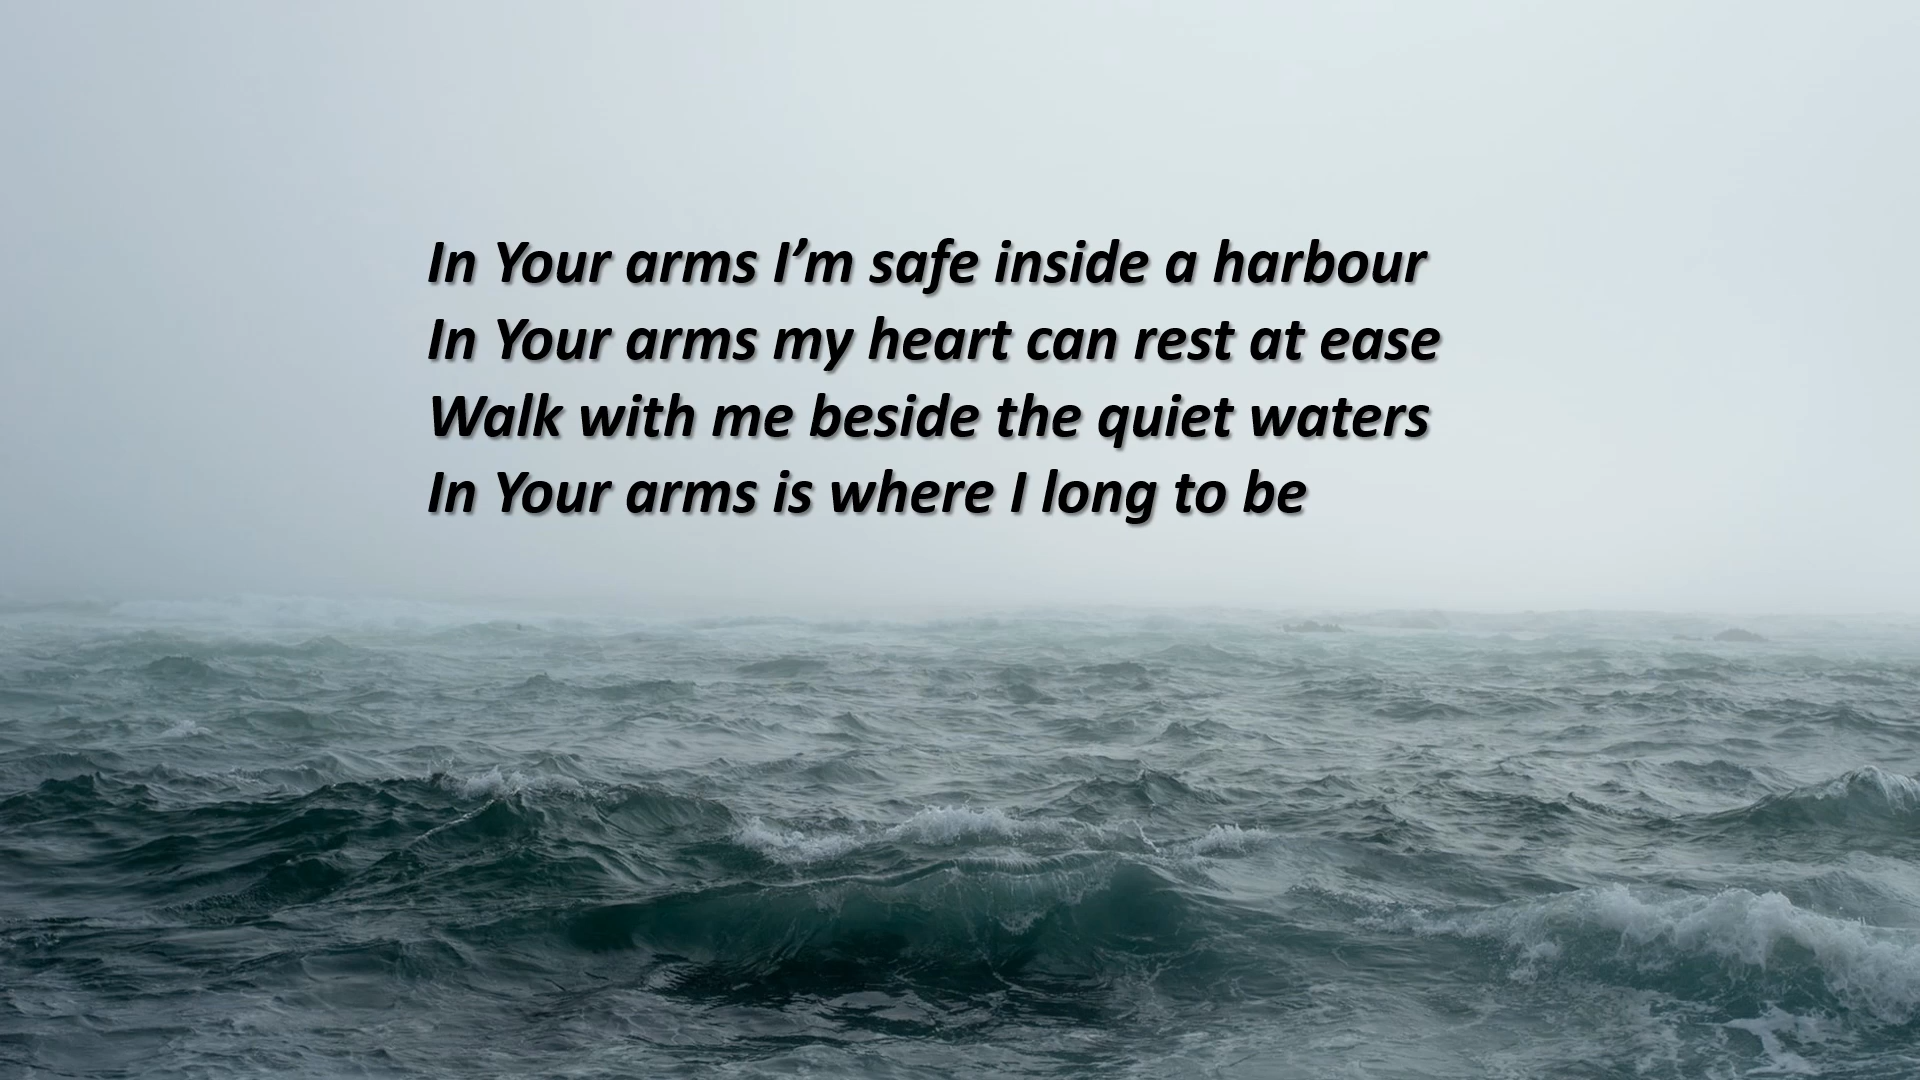 In Your arms I’m safe inside a harbour
In Your arms my heart can rest at ease
Walk with me beside the quiet waters
In Your arms is where I long to be